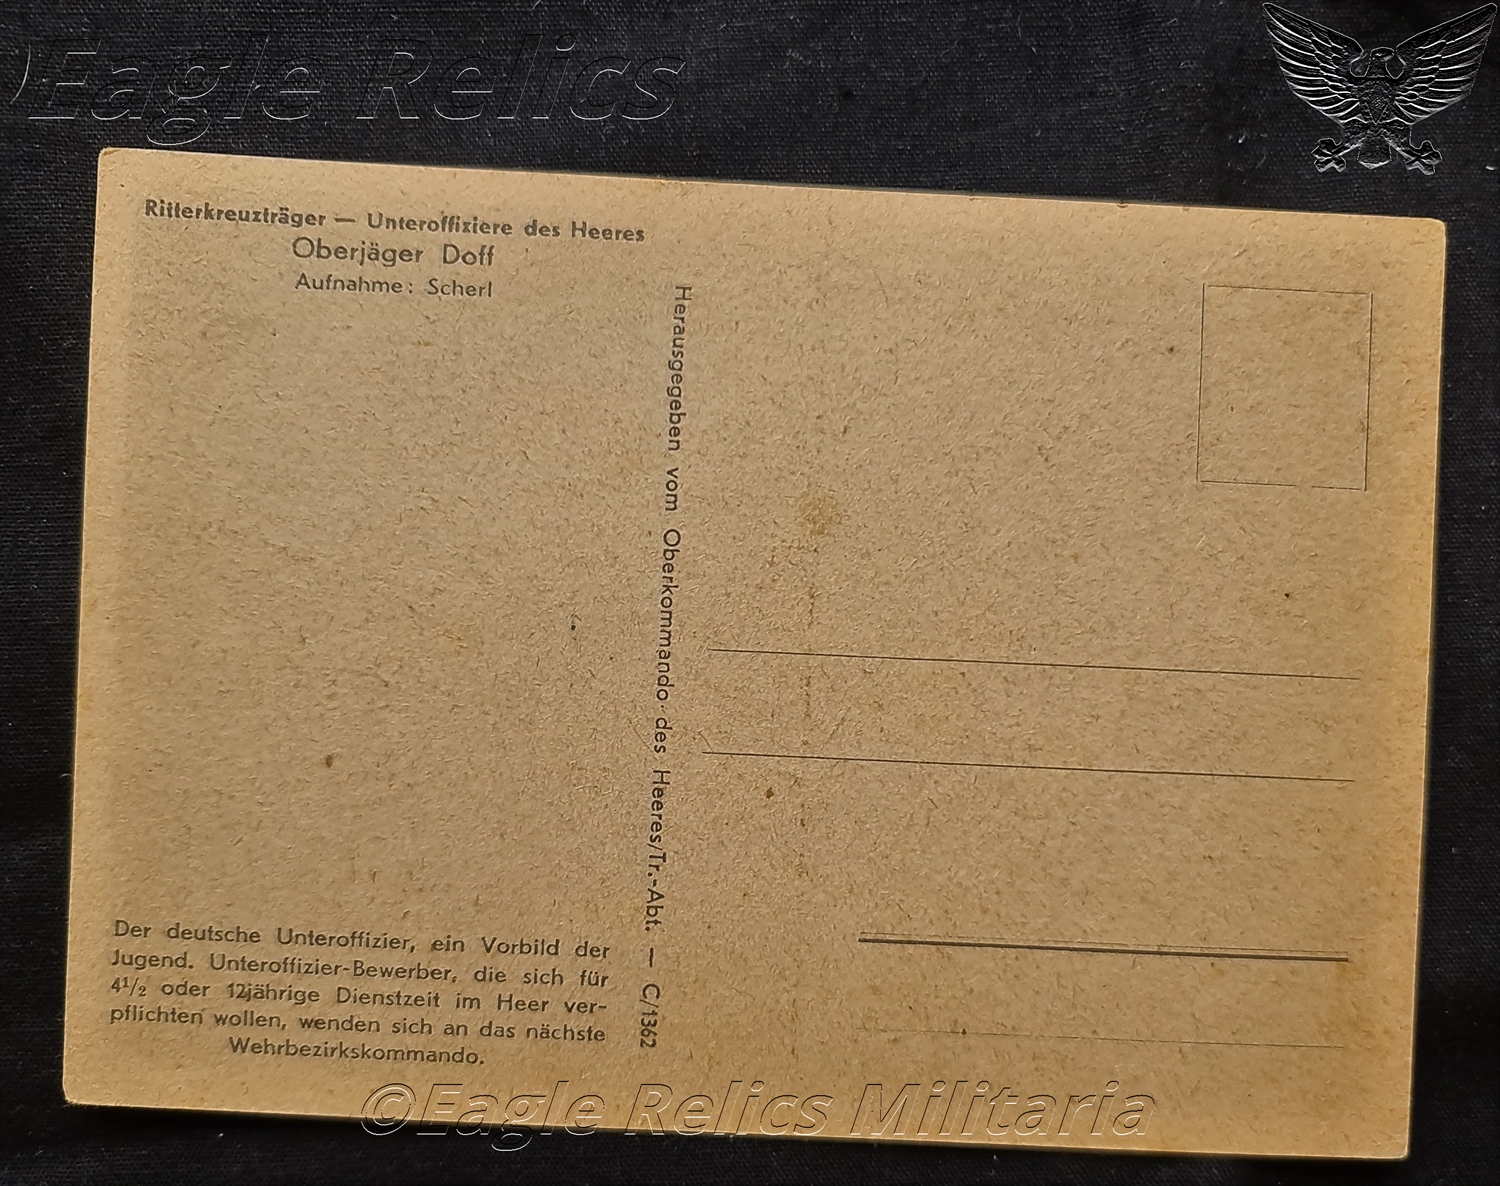 Eagle Relics
Ritterkreuzträger — Unteroffiziere des Heeres
Oberjäger Doff
Aufnahme: Scherl
Herausgegeben vom Oberkommando des Heeres/Tr.-Abt. — C/1362
Der deutsche Unteroffizier, ein Vorbild der
Jugend. Unteroffizier-Bewerber, die sich für
4½ oder 12jährige Dienstzeit im Heer ver-
pflichten wollen, wenden sich an das nächste
Wehrbezirkskommando.
©Eagle Relics Militaria